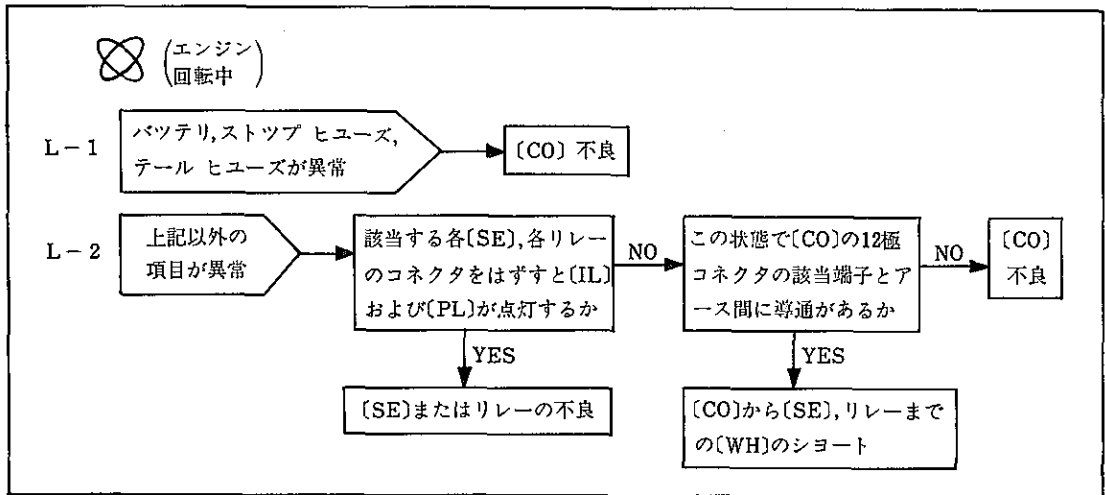 (エンジン
回転中)
L-1
バツテリ,ストツプ ヒユーズ,
テール ヒユーズが異常
〔CO〕不良
L-2
上記以外の
項目が異常
該当する各〔SE〕,各リレー
のコネクタをはずすと〔IL〕
および〔PL〕が点灯するか
NO
この状態で〔CO〕の12極
コネクタの該当端子とア
ース間に導通があるか
NO
〔CO〕
不良
YES
〔SE〕またはリレーの不良
YES
〔CO〕から〔SE〕,リレーまで
の〔WH〕のシヨート